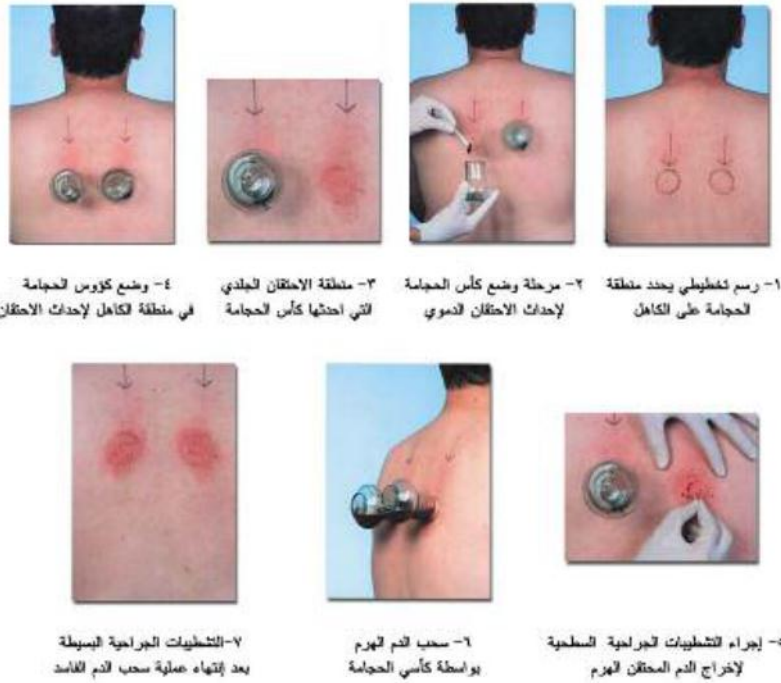 ١- رسم تخطيطي يحدد منطقة
الحجامة على الكاهل
٢- مرحلة وضع كأس الحجامة
لإحداث الاحتقان الدموي
٣- منطقة الاحتقان الجلدي
التي احدثها كأس الحجامة
٤- وضع كؤوس الحجامة
في منطقة الكاهل لإحداث الاحتقان
٥- إجراء التشطيبات الجراحية السطحية
لإخراج الدم المحتقن الهرم
٦- سحب الدم الهرم
بواسطة كأسي الحجامة
٧-التشطيبات الجراحية البسيطة
بعد إنتهاء عملية سحب الدم الفاسد